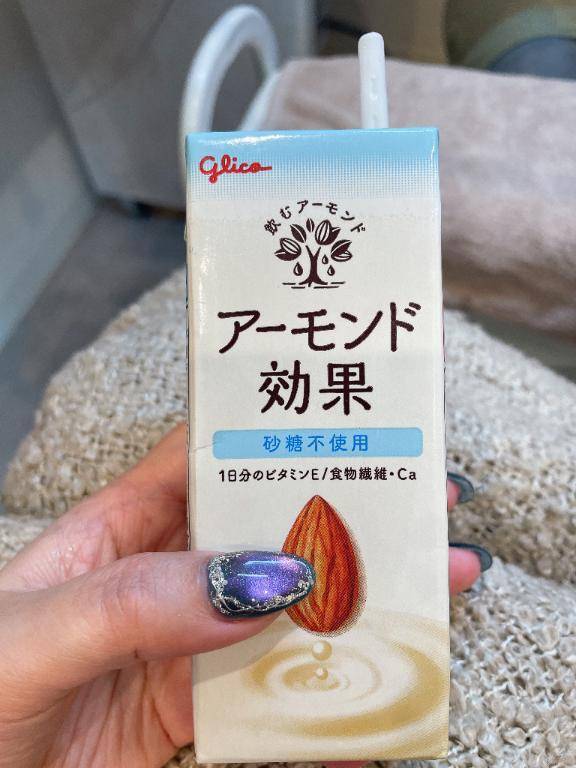 Glico
飲むアーモンド
アーモンド
効果
砂糖不使用
1日分のビタミンE/食物繊維・Ca